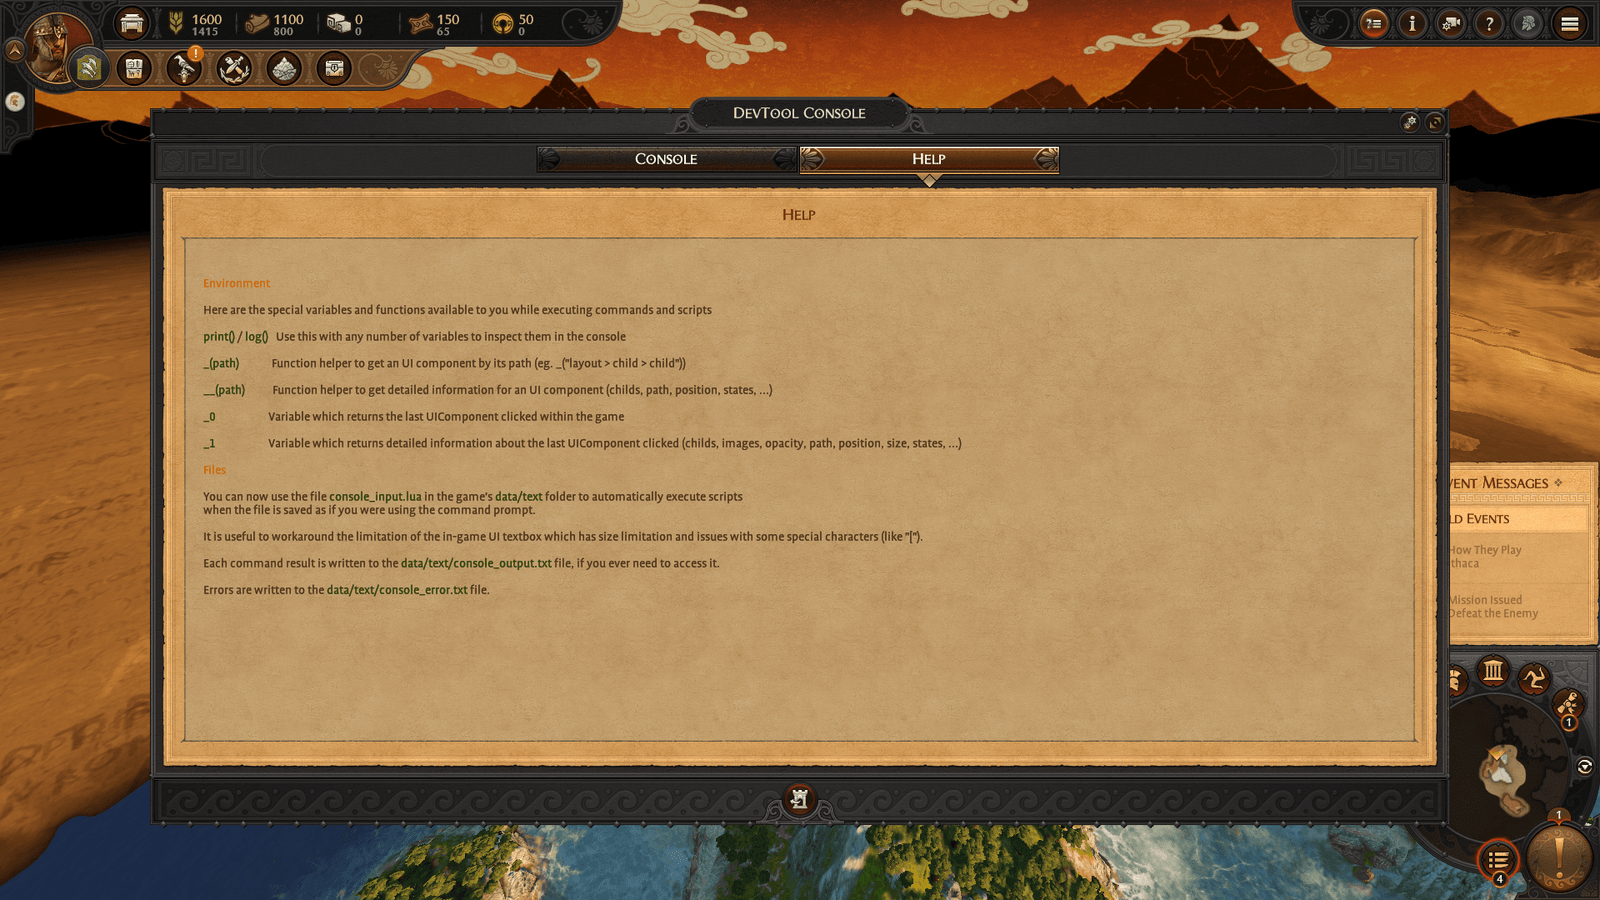 1600
1415
1100
800
0
0
150
65
50
0
!
?
DevTool Console
Console
Help
Help
Environment
Here are the special variables and functions available to you while executing commands and scripts
print() / log() Use this with any number of variables to inspect them in the console
_(path) Function helper to get an UI component by its path (eg. _("layout > child > child"))
__(path) Function helper to get detailed information for an UI component (childs, path, position, states, ...)
_0 Variable which returns the last UIComponent clicked within the game
_1 Variable which returns detailed information about the last UIComponent clicked (childs, images, opacity, path, position, size, states, ...)
Files
You can now use the file console_input.lua in the game's data/text folder to automatically execute scripts
when the file is saved as if you were using the command prompt.
It is useful to workaround the limitation of the in-game UI textbox which has size limitation and issues with some special characters (like "[").
Each command result is written to the data/text/console_output.txt file, if you ever need to access it.
Errors are written to the data/text/console_error.txt file.
vent Messages
ld Events
How They Play
thaca
Mission Issued
Defeat the Enemy
1
1
4